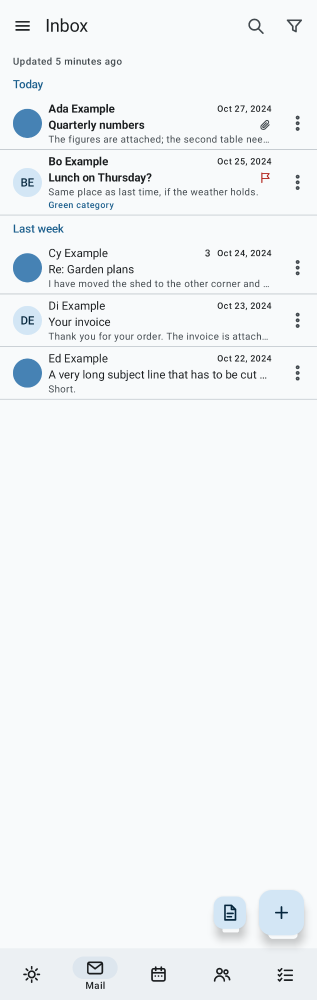 Inbox
Updated 5 minutes ago
Today
Ada Example Oct 27, 2024
Quarterly numbers
The figures are attached; the second table nee…
BE Bo Example Oct 25, 2024
Lunch on Thursday?
Same place as last time, if the weather holds.
Green category
Last week
Cy Example 3 Oct 24, 2024
Re: Garden plans
I have moved the shed to the other corner and …
DE Di Example Oct 23, 2024
Your invoice
Thank you for your order. The invoice is attach…
Ed Example Oct 22, 2024
A very long subject line that has to be cut …
Short.
Mail